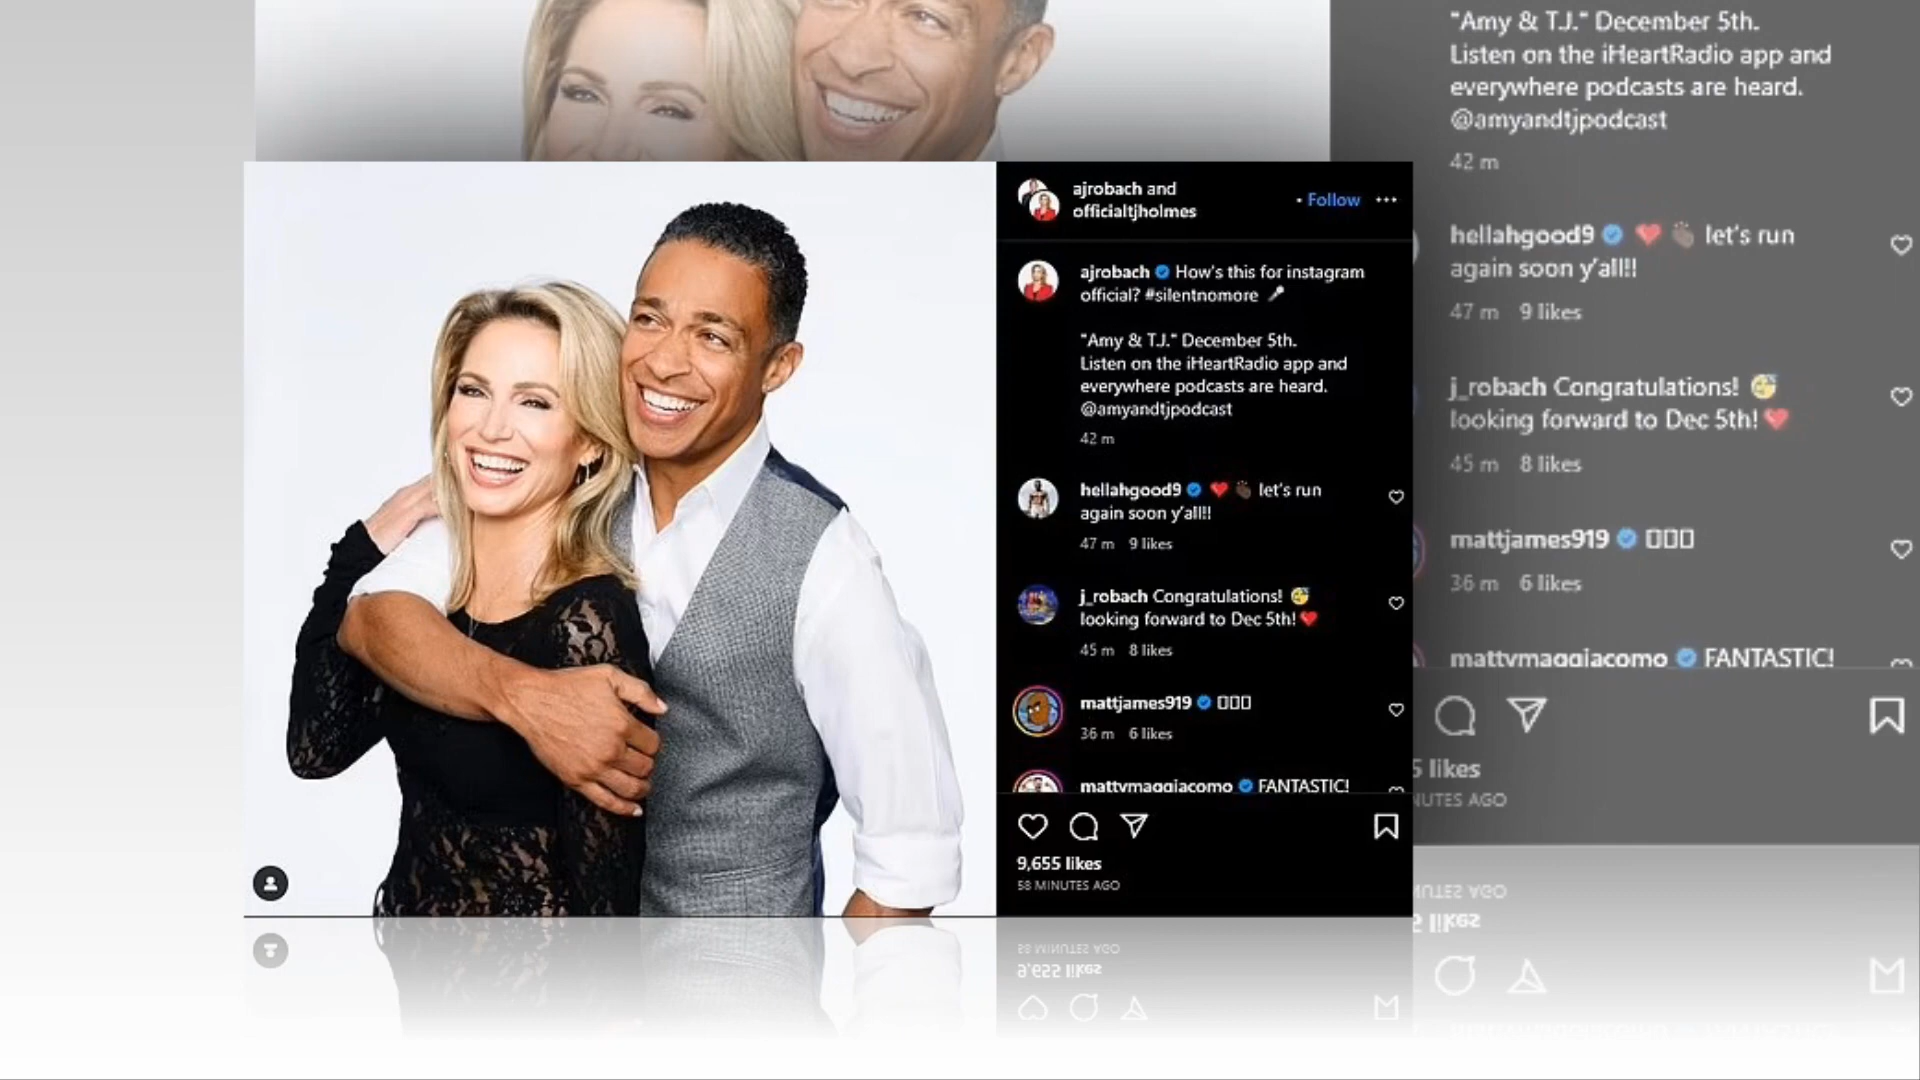 ajrobach and
officialtjholmes
• Follow •••
ajrobach How's this for instagram
official? #silentnomore 🎤
"Amy & T.J." December 5th.
Listen on the iHeartRadio app and
everywhere podcasts are heard.
@amyandtjpodcast
42 m
hellahgood9 ❤️ 👏🏿 let's run
again soon y'all!!
47 m 9 likes
j_robach Congratulations!
looking forward to Dec 5th!❤️
45 m 8 likes
mattjames919
36 m 6 likes
mattymaggiacomo FANTASTIC!
9,655 likes
58 MINUTES AGO
"Amy & T.J." December 5th.
Listen on the iHeartRadio app and
everywhere podcasts are heard.
@amyandtjpodcast
42 m
hellahgood9 ❤️ 👏🏿 let's run
again soon y'all!!
47 m 9 likes
j_robach Congratulations!
looking forward to Dec 5th!❤️
45 m 8 likes
mattjames919
36 m 6 likes
mattymaggiacomo FANTASTIC!
5 likes
NUTES AGO